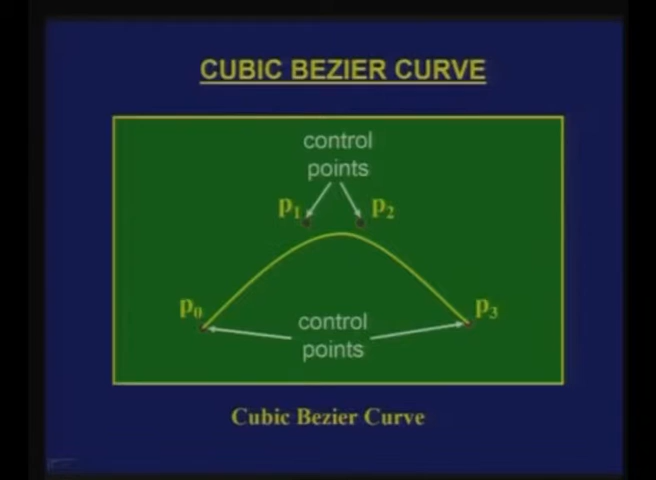 CUBIC BEZIER CURVE
control
points
p1 p2
p0 p3
control
points
Cubic Bezier Curve